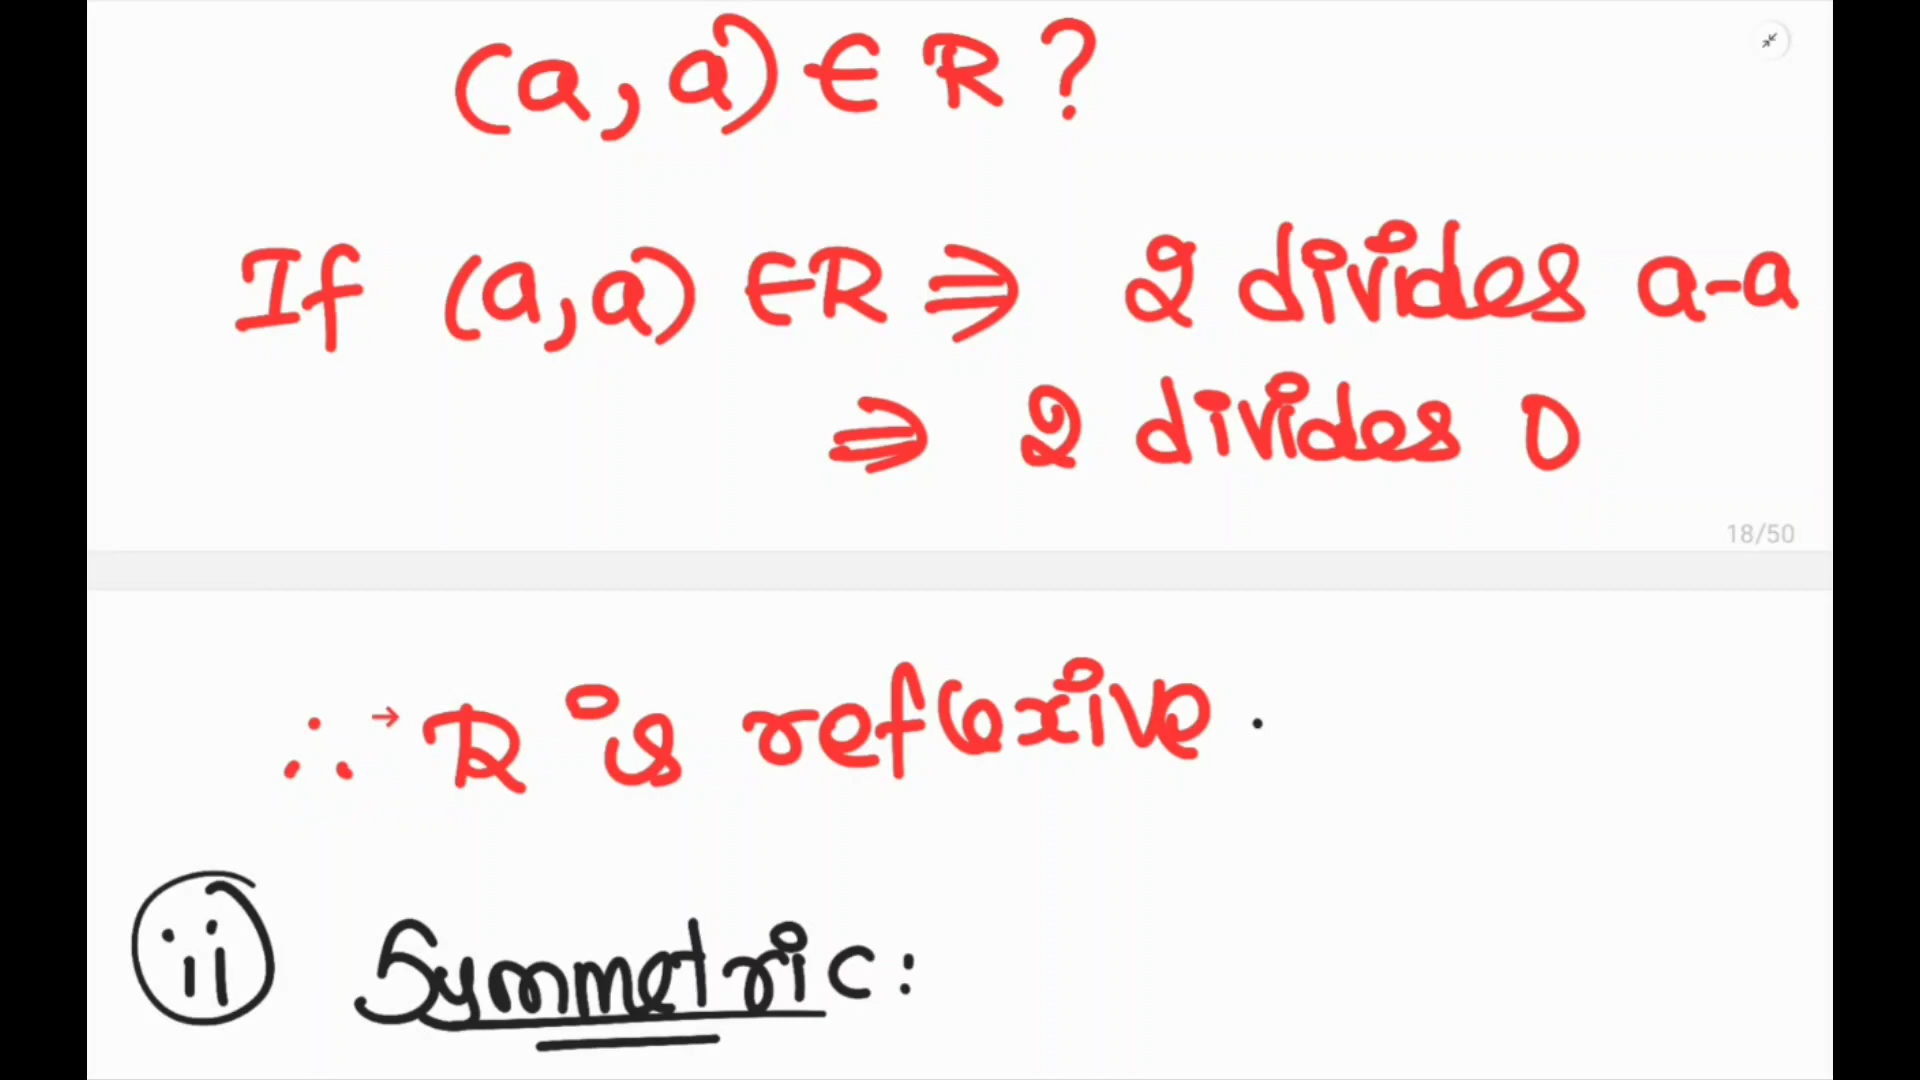 (a, a) ∈ R ?
If (a, a) ∈ R ⇒ 2 divides a-a
⇒ 2 divides 0
18/50
∴ → R is reflexive .
ii Symmetric :